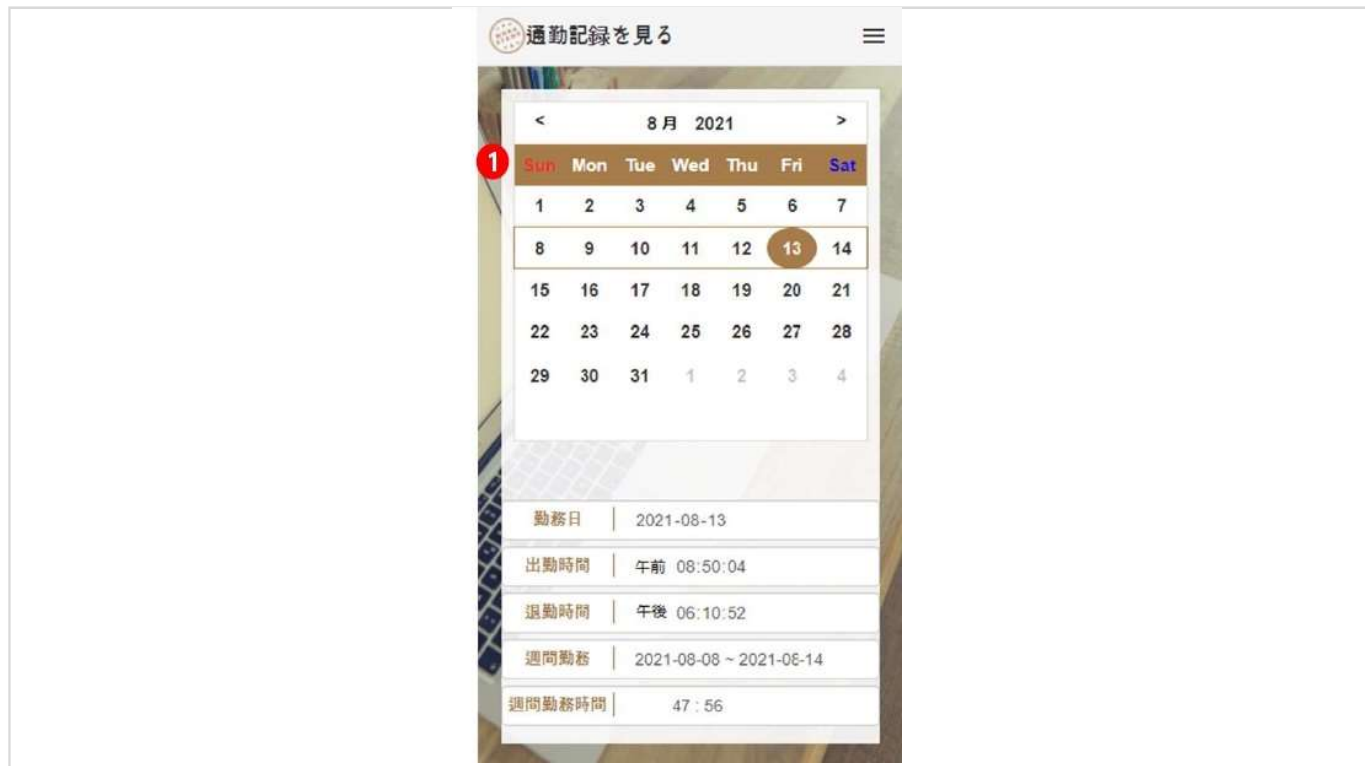 通勤記録を見る
< 8月 2021 >
1
Sun Mon Tue Wed Thu Fri Sat
1 2 3 4 5 6 7
8 9 10 11 12 13 14
15 16 17 18 19 20 21
22 23 24 25 26 27 28
29 30 31 1 2 3 4
勤務日 2021-08-13
出勤時間 午前 08:50:04
退勤時間 午後 06:10:52
週間勤務 2021-08-08 ~ 2021-08-14
週間勤務時間 47 : 56